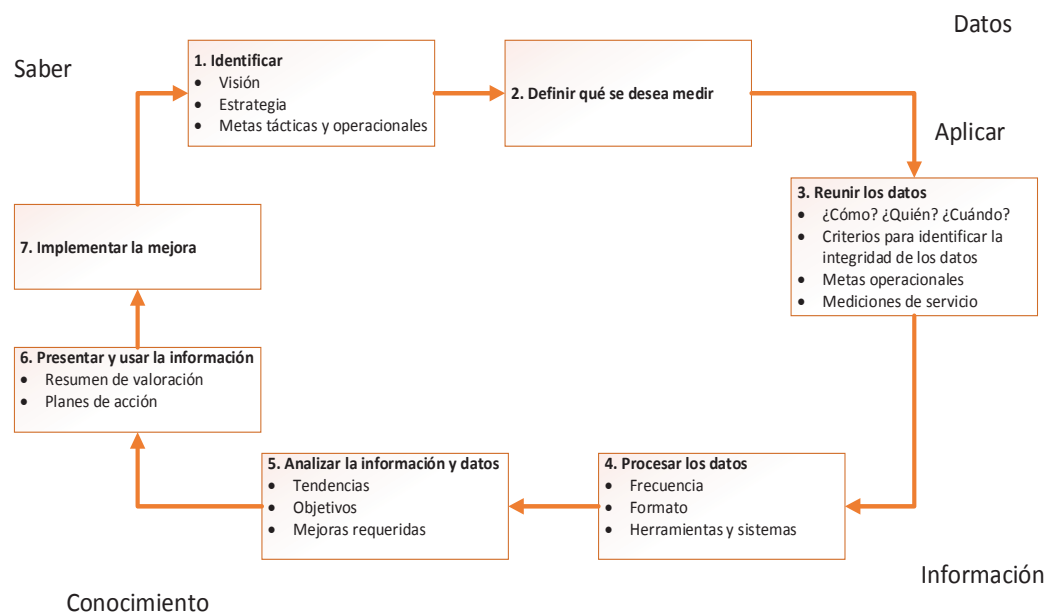 Datos
Saber
1. Identificar
• Visión
• Estrategia
• Metas tácticas y operacionales
2. Definir qué se desea medir
Aplicar
3. Reunir los datos
• ¿Cómo? ¿Quién? ¿Cuándo?
• Criterios para identificar la
integridad de los datos
• Metas operacionales
• Mediciones de servicio
7. Implementar la mejora
6. Presentar y usar la información
• Resumen de valoración
• Planes de acción
5. Analizar la información y datos
• Tendencias
• Objetivos
• Mejoras requeridas
4. Procesar los datos
• Frecuencia
• Formato
• Herramientas y sistemas
Información
Conocimiento